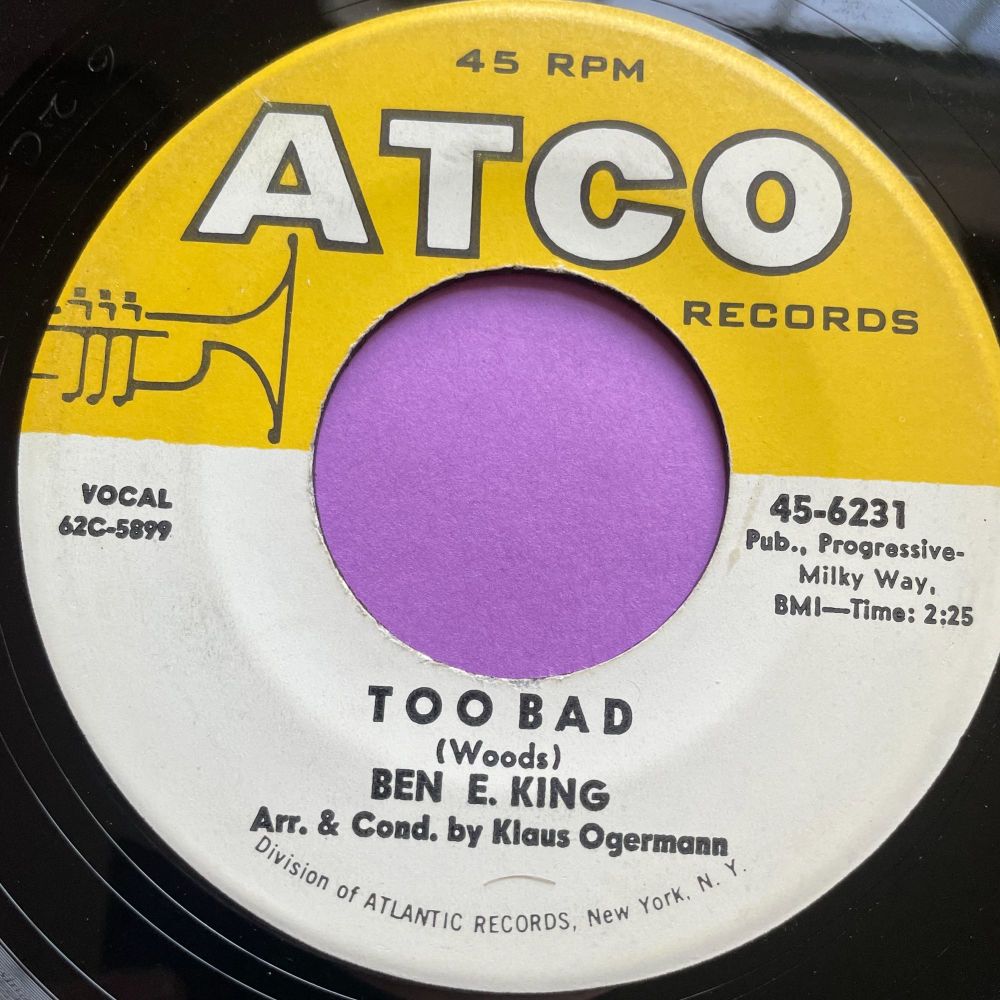 45 RPM
ATCO
RECORDS
VOCAL
62C-5899
45-6231
Pub., Progressive-
Milky Way,
BMI—Time: 2:25
TOO BAD
(Woods)
BEN E. KING
Arr. & Cond. by Klaus Ogermann
Division of ATLANTIC RECORDS, New York, N. Y.